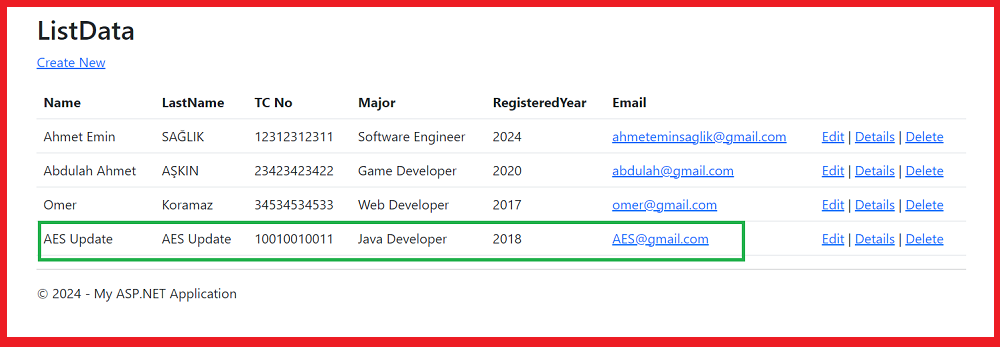 ListData
Create New
Name LastName TC No Major RegisteredYear Email
Ahmet Emin SAĞLIK 12312312311 Software Engineer 2024 ahmeteminsaglik@gmail.com Edit | Details | Delete
Abdulah Ahmet AŞKIN 23423423422 Game Developer 2020 abdulah@gmail.com Edit | Details | Delete
Omer Koramaz 34534534533 Web Developer 2017 omer@gmail.com Edit | Details | Delete
AES Update AES Update 10010010011 Java Developer 2018 AES@gmail.com Edit | Details | Delete
© 2024 - My ASP.NET Application